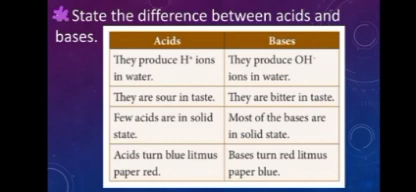 State the difference between acids and
bases.
Acids Bases
They produce H⁺ ions They produce OH⁻
in water. ions in water.
They are sour in taste. They are bitter in taste.
Few acids are in solid Most of the bases are
state. in solid state.
Acids turn blue litmus Bases turn red litmus
paper red. paper blue.